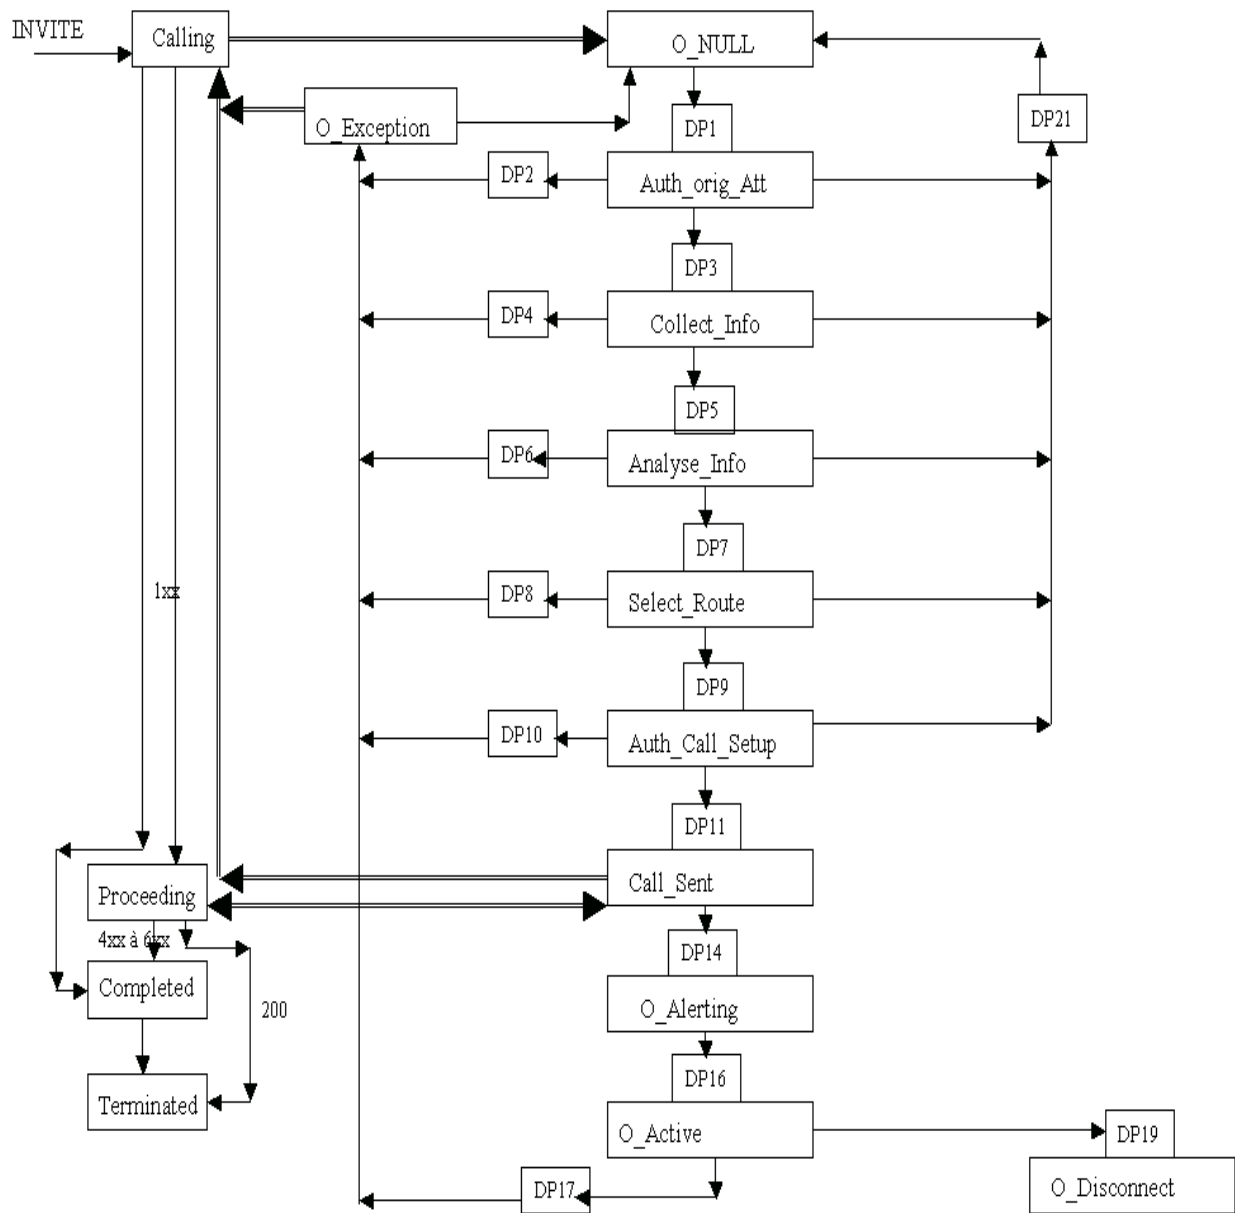 INVITE
Calling
O_NULL
O_Exception
DP1
DP21
DP2
Auth_orig_Att
DP3
DP4
Collect_Info
DP5
DP6
Analyse_Info
DP7
1xx
DP8
Select_Route
DP9
DP10
Auth_Call_Setup
DP11
Proceeding
Call_Sent
4xx à 6xx
DP14
Completed
200
O_Alerting
DP16
Terminated
O_Active
DP19
DP17
O_Disconnect